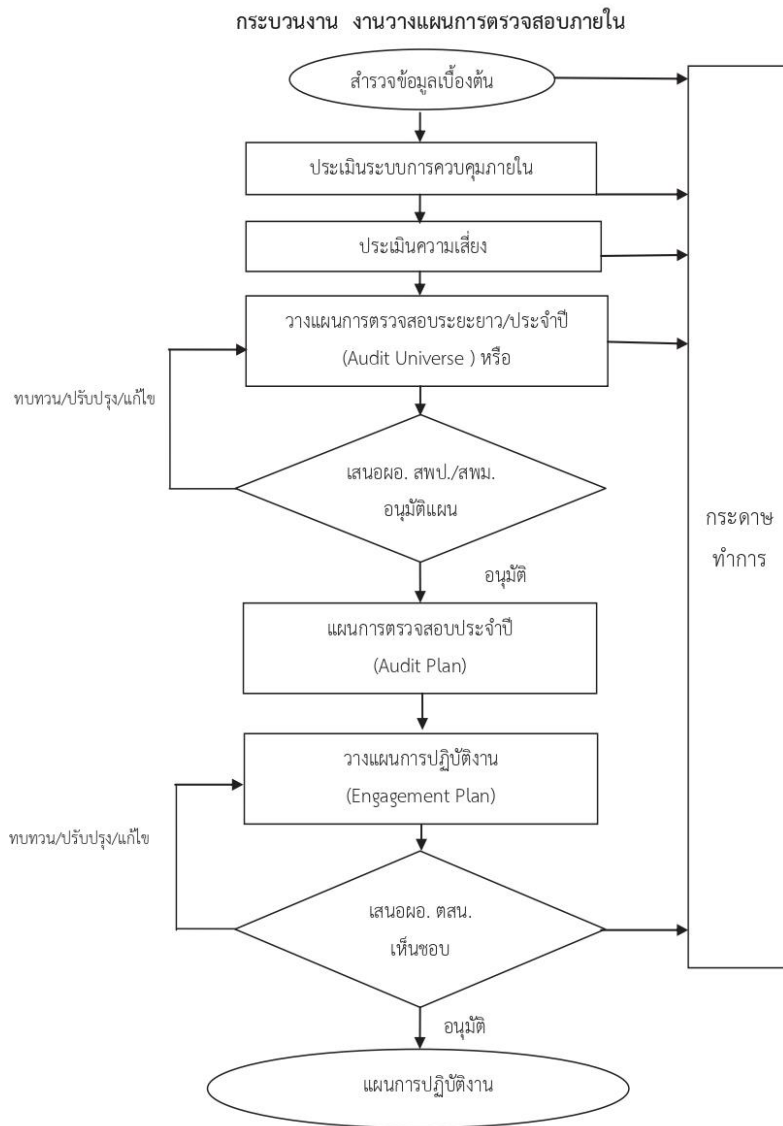 กระบวนงาน งานวางแผนการตรวจสอบภายใน
สำรวจข้อมูลเบื้องต้น
ประเมินระบบการควบคุมภายใน
ประเมินความเสี่ยง
วางแผนการตรวจสอบระยะยาว/ประจำปี
(Audit Universe ) หรือ
ทบทวน/ปรับปรุง/แก้ไข
เสนอผอ. สพป./สพม.
อนุมัติแผน
กระดาษ
ทำการ
อนุมัติ
แผนการตรวจสอบประจำปี
(Audit Plan)
วางแผนการปฏิบัติงาน
(Engagement Plan)
ทบทวน/ปรับปรุง/แก้ไข
เสนอผอ. ตสน.
เห็นชอบ
อนุมัติ
แผนการปฏิบัติงาน